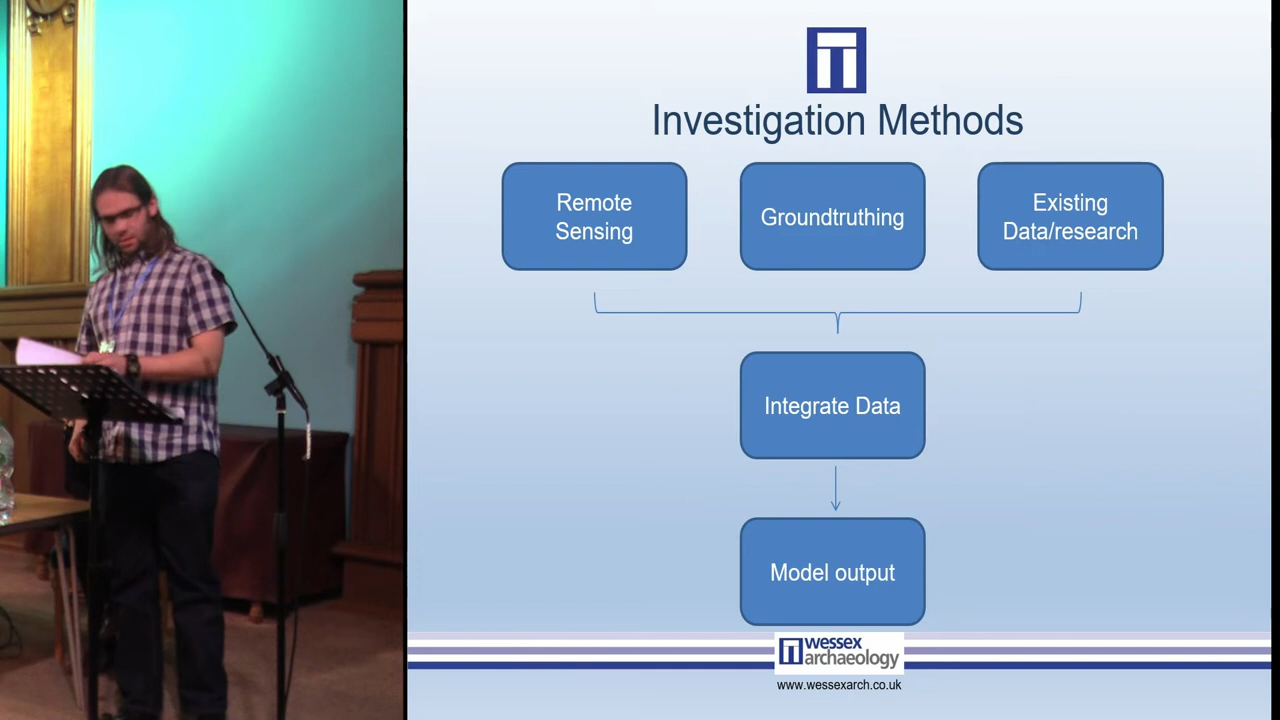 Investigation Methods
Remote
Sensing
Groundtruthing
Existing
Data/research
Integrate Data
Model output
wessex
archaeology
www.wessexarch.co.uk